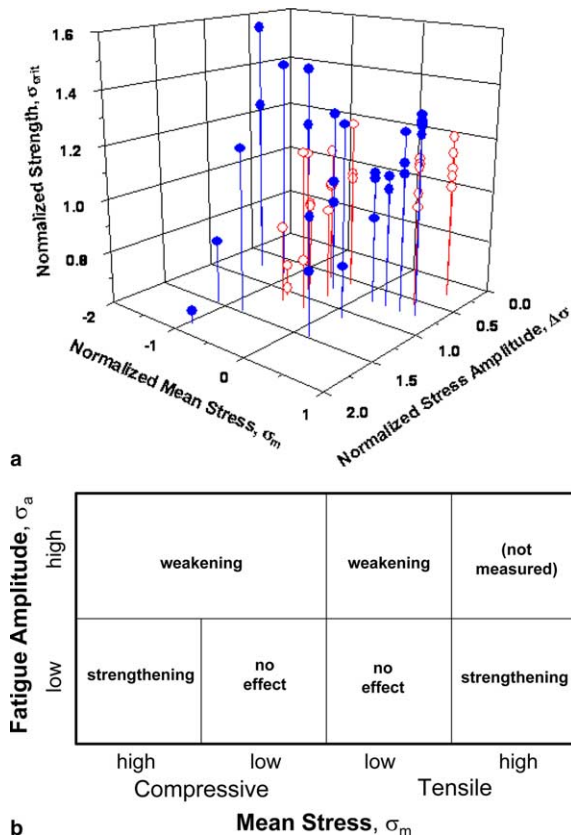 1.6
1.4
1.2
1.0
0.8
Normalized Strength, σcrit
-2
-1
0
1
Normalized Mean Stress, σm
2.0
1.5
1.0
0.5
0.0
Normalized Stress Amplitude, Δσ
a
Fatigue Amplitude, σa
high
low
weakening
weakening
(not
measured)
strengthening
no
effect
no
effect
strengthening
high
low
low
high
Compressive
Tensile
b
Mean Stress, σm